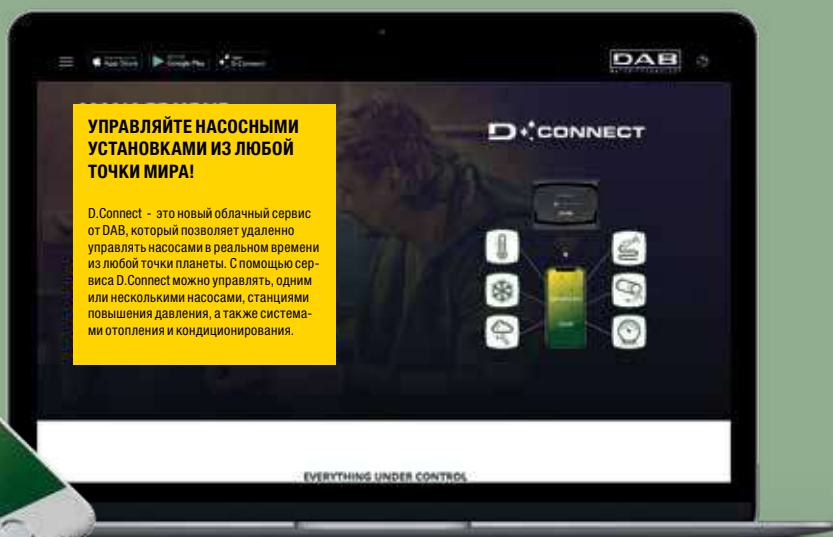 App Store
Google Play
D.Connect
DAB
УПРАВЛЯЙТЕ НАСОСНЫМИ
УСТАНОВКАМИ ИЗ ЛЮБОЙ
ТОЧКИ МИРА!
D.Connect - это новый облачный сервис
от DAB, который позволяет удаленно
управлять насосами в реальном времени
из любой точки планеты. С помощью сер-
виса D.Connect можно управлять, одним
или несколькими насосами, станциями
повышения давления, а также система-
ми отопления и кондиционирования.
D CONNECT
EVERYTHING UNDER CONTROL